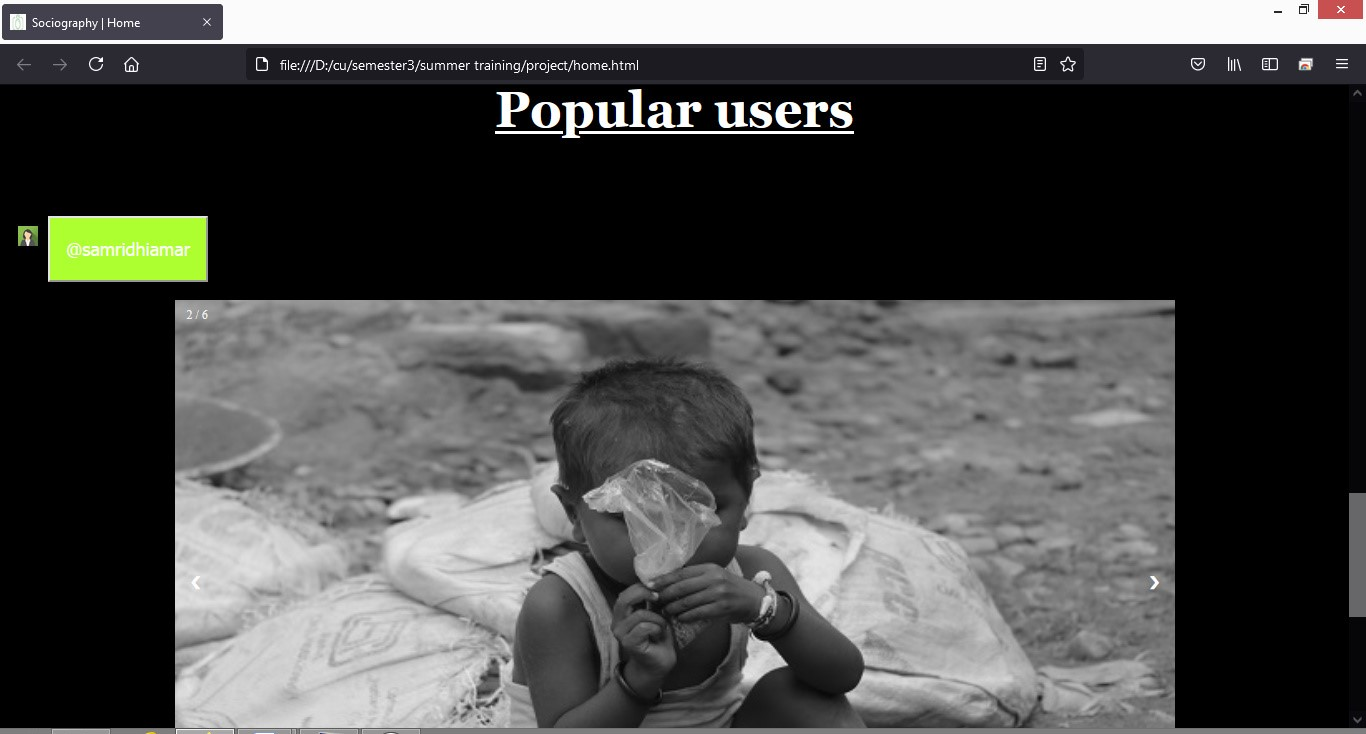 Sociography | Home
file:///D:/cu/semester3/summer training/project/home.html
Popular users
@samridhiamar
2 / 6